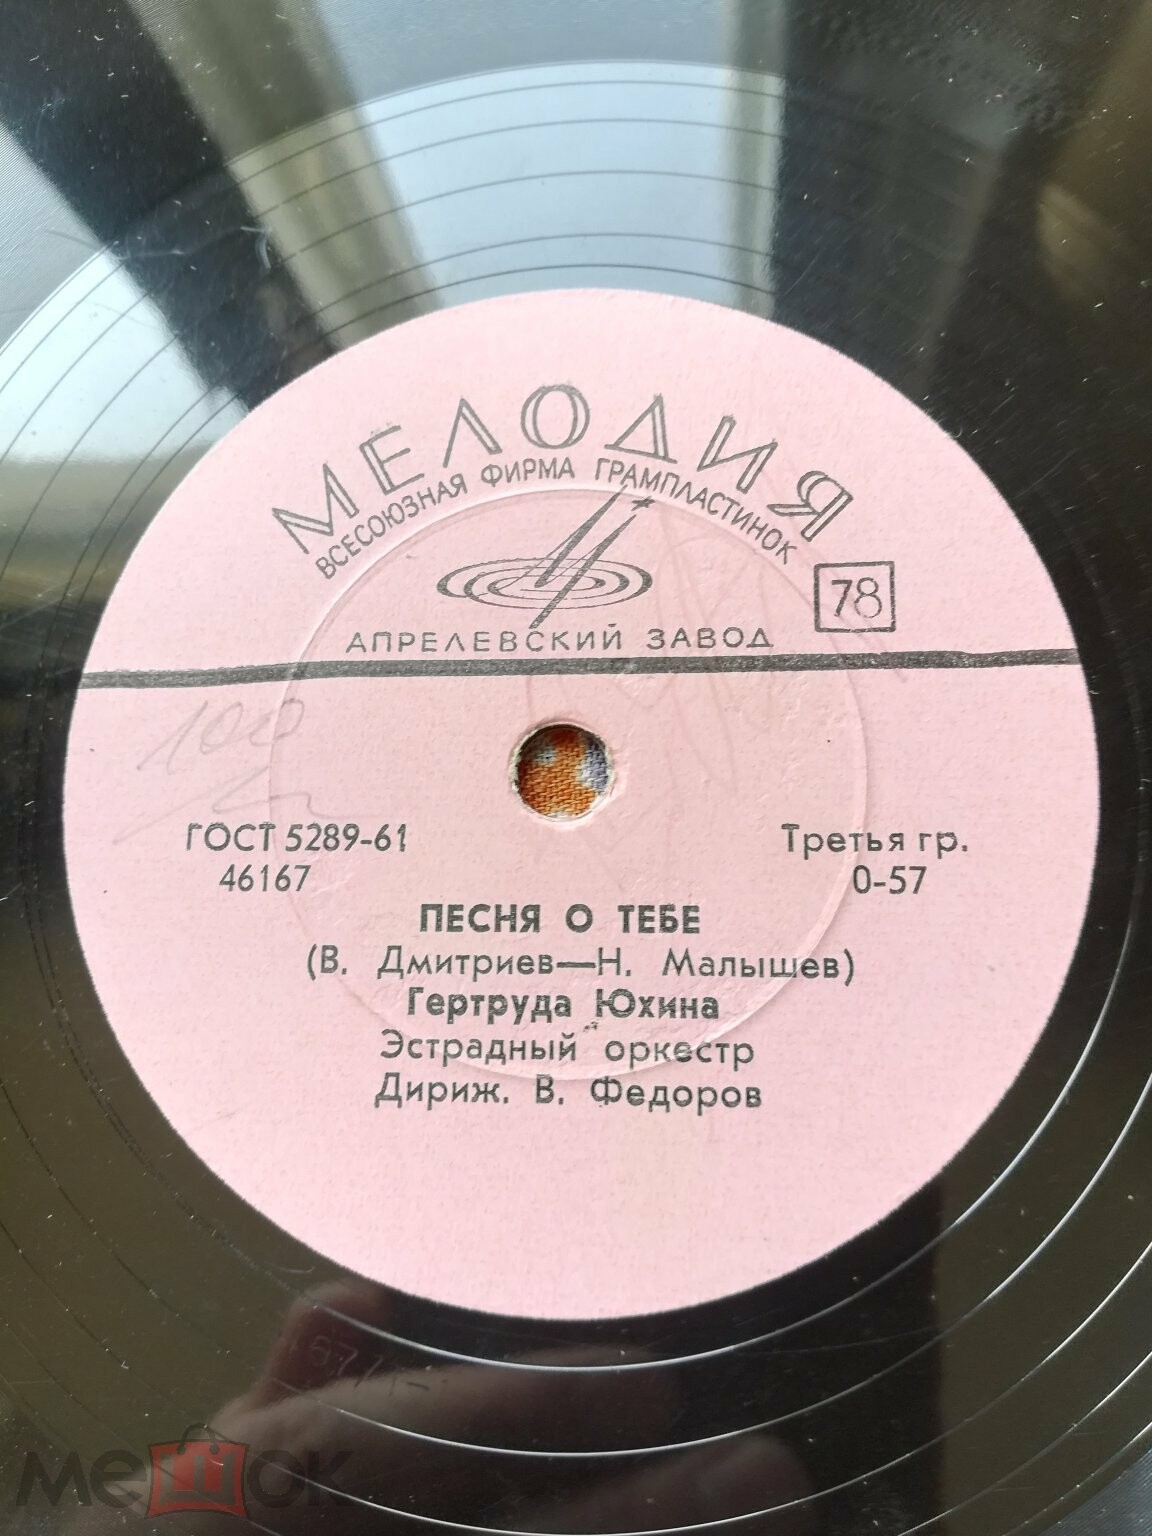 МЕЛОДИЯ
ВСЕСОЮЗНАЯ ФИРМА ГРАМПЛАСТИНОК
78
АПРЕЛЕВСКИЙ ЗАВОД
100
ГОСТ 5289-61
Третья гр.
46167
0-57
ПЕСНЯ О ТЕБЕ
(В. Дмитриев—Н. Малышев)
Гертруда Юхина
Эстрадный оркестр
Дириж. В. Федоров
мешок